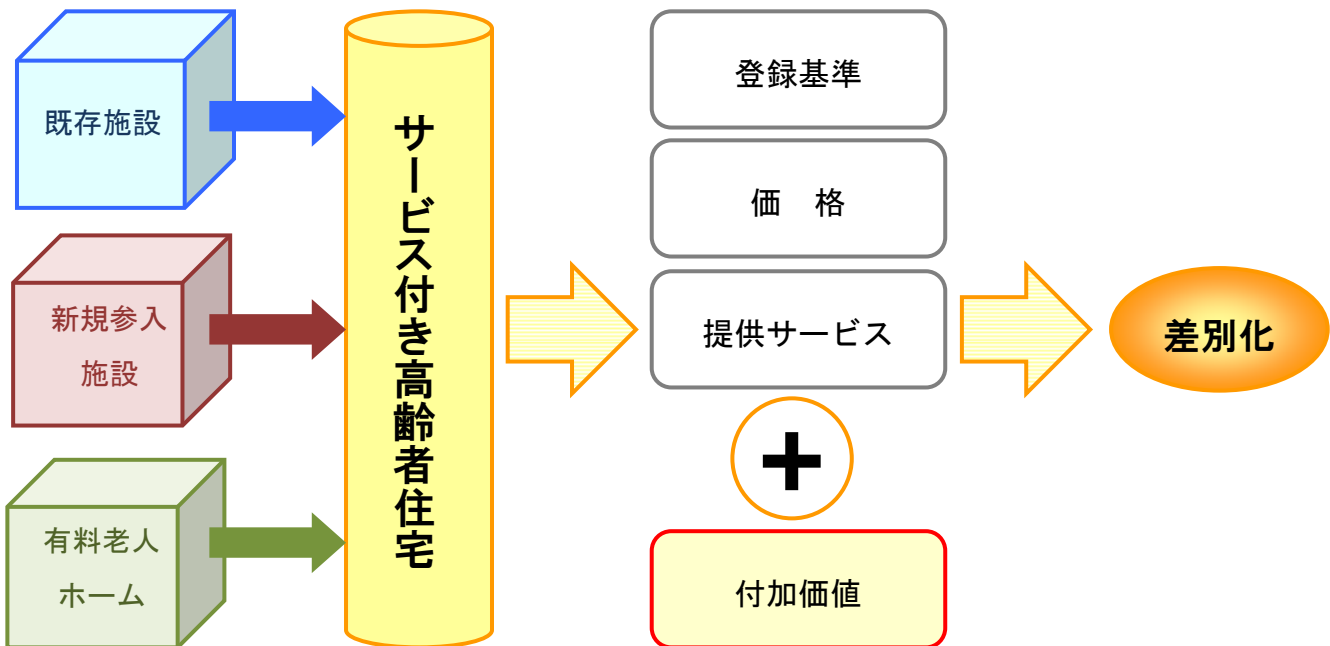 既存施設
新規参入
施設
有料老人
ホーム
サービス付き高齢者住宅
登録基準
価　格
提供サービス
+
付加価値
差別化